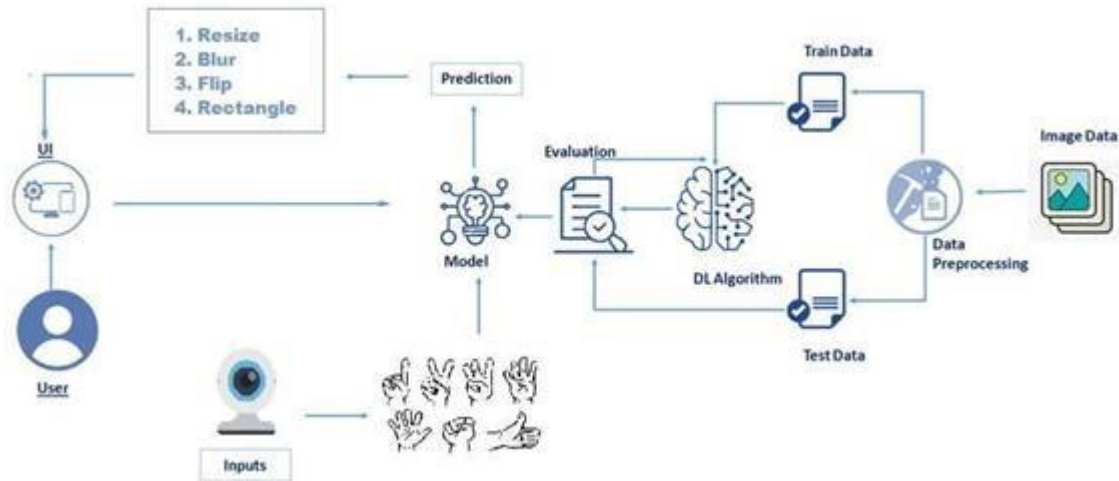 1. Resize
2. Blur
3. Flip
4. Rectangle
Prediction
Train Data
UI
Evaluation
Image Data
Model
DL Algorithm
Data
Preprocessing
User
Test Data
Inputs